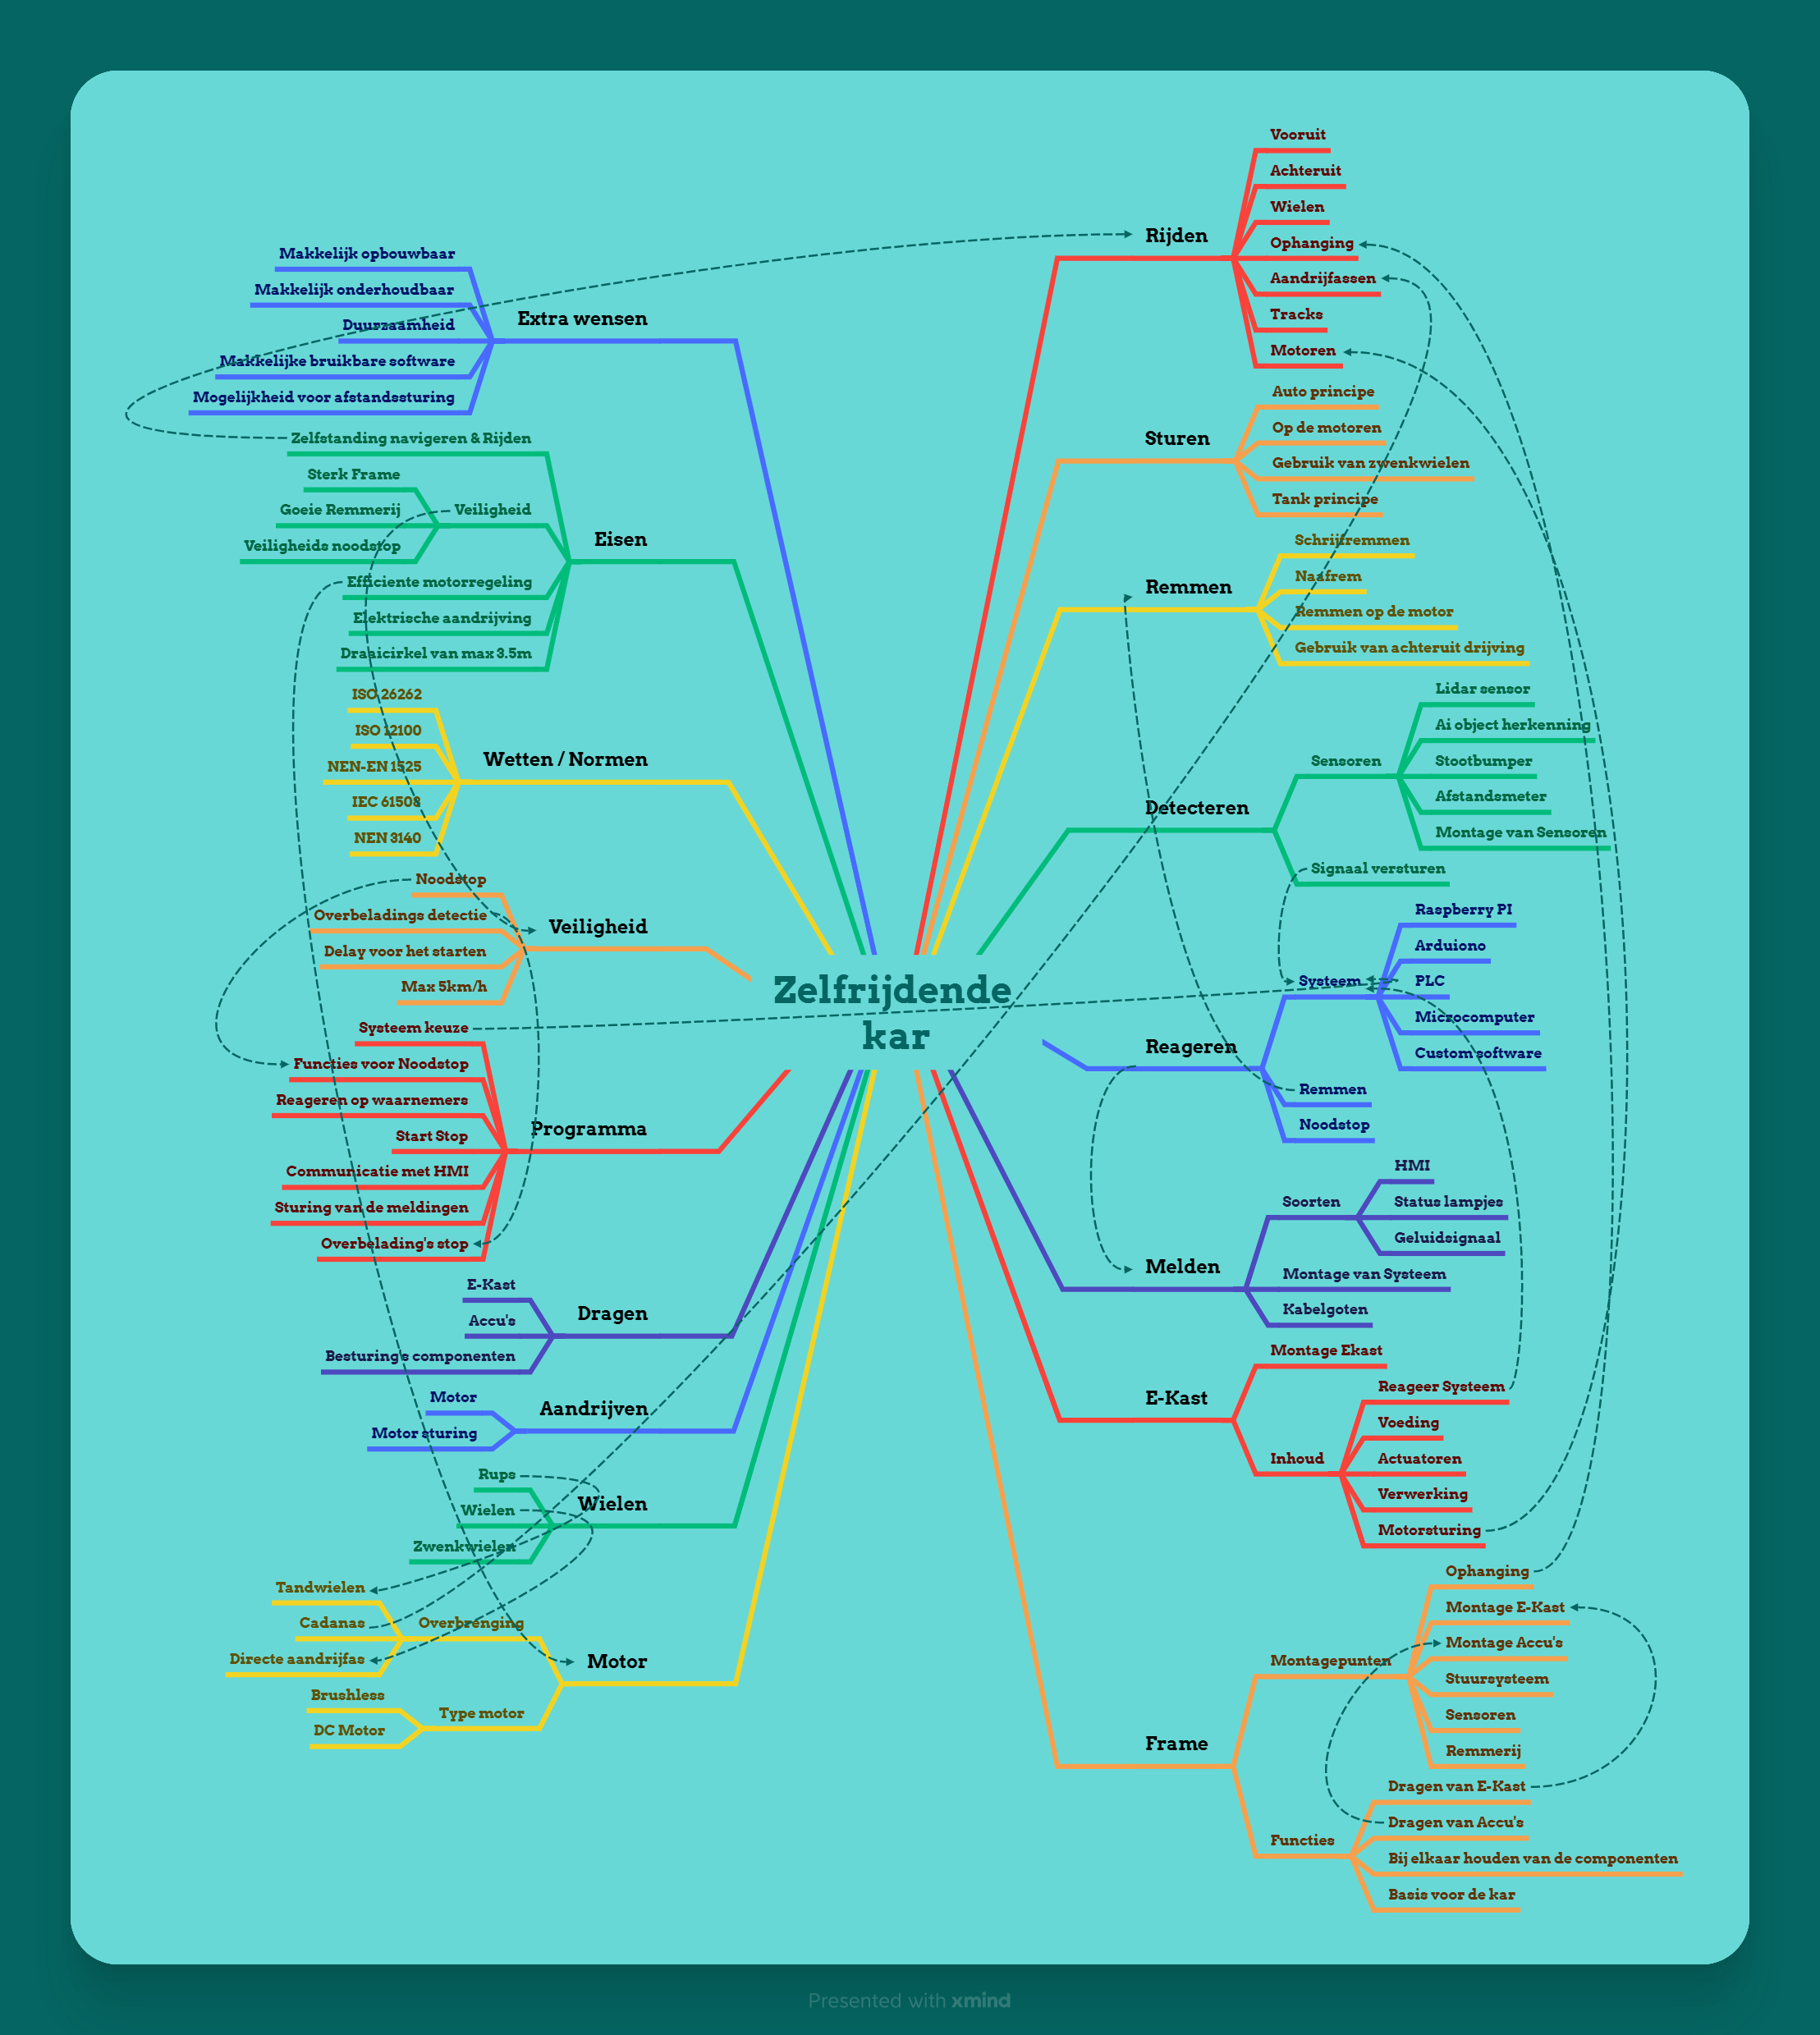 Zelfrijdende
kar
Rijden
Vooruit
Achteruit
Wielen
Ophanging
Aandrijfassen
Tracks
Motoren
Sturen
Auto principe
Op de motoren
Gebruik van zwenkwielen
Tank principe
Remmen
Schrijfremmen
Naafrem
Remmen op de motor
Gebruik van achteruit drijving
Detecteren
Sensoren
Lidar sensor
Ai object herkenning
Stootbumper
Afstandsmeter
Montage van Sensoren
Signaal versturen
Reageren
Systeem
Raspberry PI
Arduiono
PLC
Microcomputer
Custom software
Remmen
Noodstop
Melden
Soorten
HMI
Status lampjes
Geluidsignaal
Montage van Systeem
Kabelgoten
E-Kast
Montage Ekast
Inhoud
Reageer Systeem
Voeding
Actuatoren
Verwerking
Motorsturing
Frame
Montagepunten
Ophanging
Montage E-Kast
Montage Accu's
Stuursysteem
Sensoren
Remmerij
Functies
Dragen van E-Kast
Dragen van Accu's
Bij elkaar houden van de componenten
Basis voor de kar
Extra wensen
Makkelijk opbouwbaar
Makkelijk onderhoudbaar
Duurzaamheid
Makkelijke bruikbare software
Mogelijkheid voor afstandssturing
Eisen
Zelfstanding navigeren & Rijden
Veiligheid
Sterk Frame
Goeie Remmerij
Veiligheids noodstop
Efficiente motorregeling
Elektrische aandrijving
Draaicirkel van max 3.5m
Wetten / Normen
ISO 26262
ISO 12100
NEN-EN 1525
IEC 61508
NEN 3140
Veiligheid
Noodstop
Overbeladings detectie
Delay voor het starten
Max 5km/h
Programma
Systeem keuze
Functies voor Noodstop
Reageren op waarnemers
Start Stop
Communicatie met HMI
Sturing van de meldingen
Overbelading's stop
Dragen
E-Kast
Accu's
Besturings componenten
Aandrijven
Motor
Motor sturing
Wielen
Rups
Wielen
Zwenkwielen
Motor
Overbrenging
Tandwielen
Cadanas
Directe aandrijfas
Type motor
Brushless
DC Motor
Presented with xmind